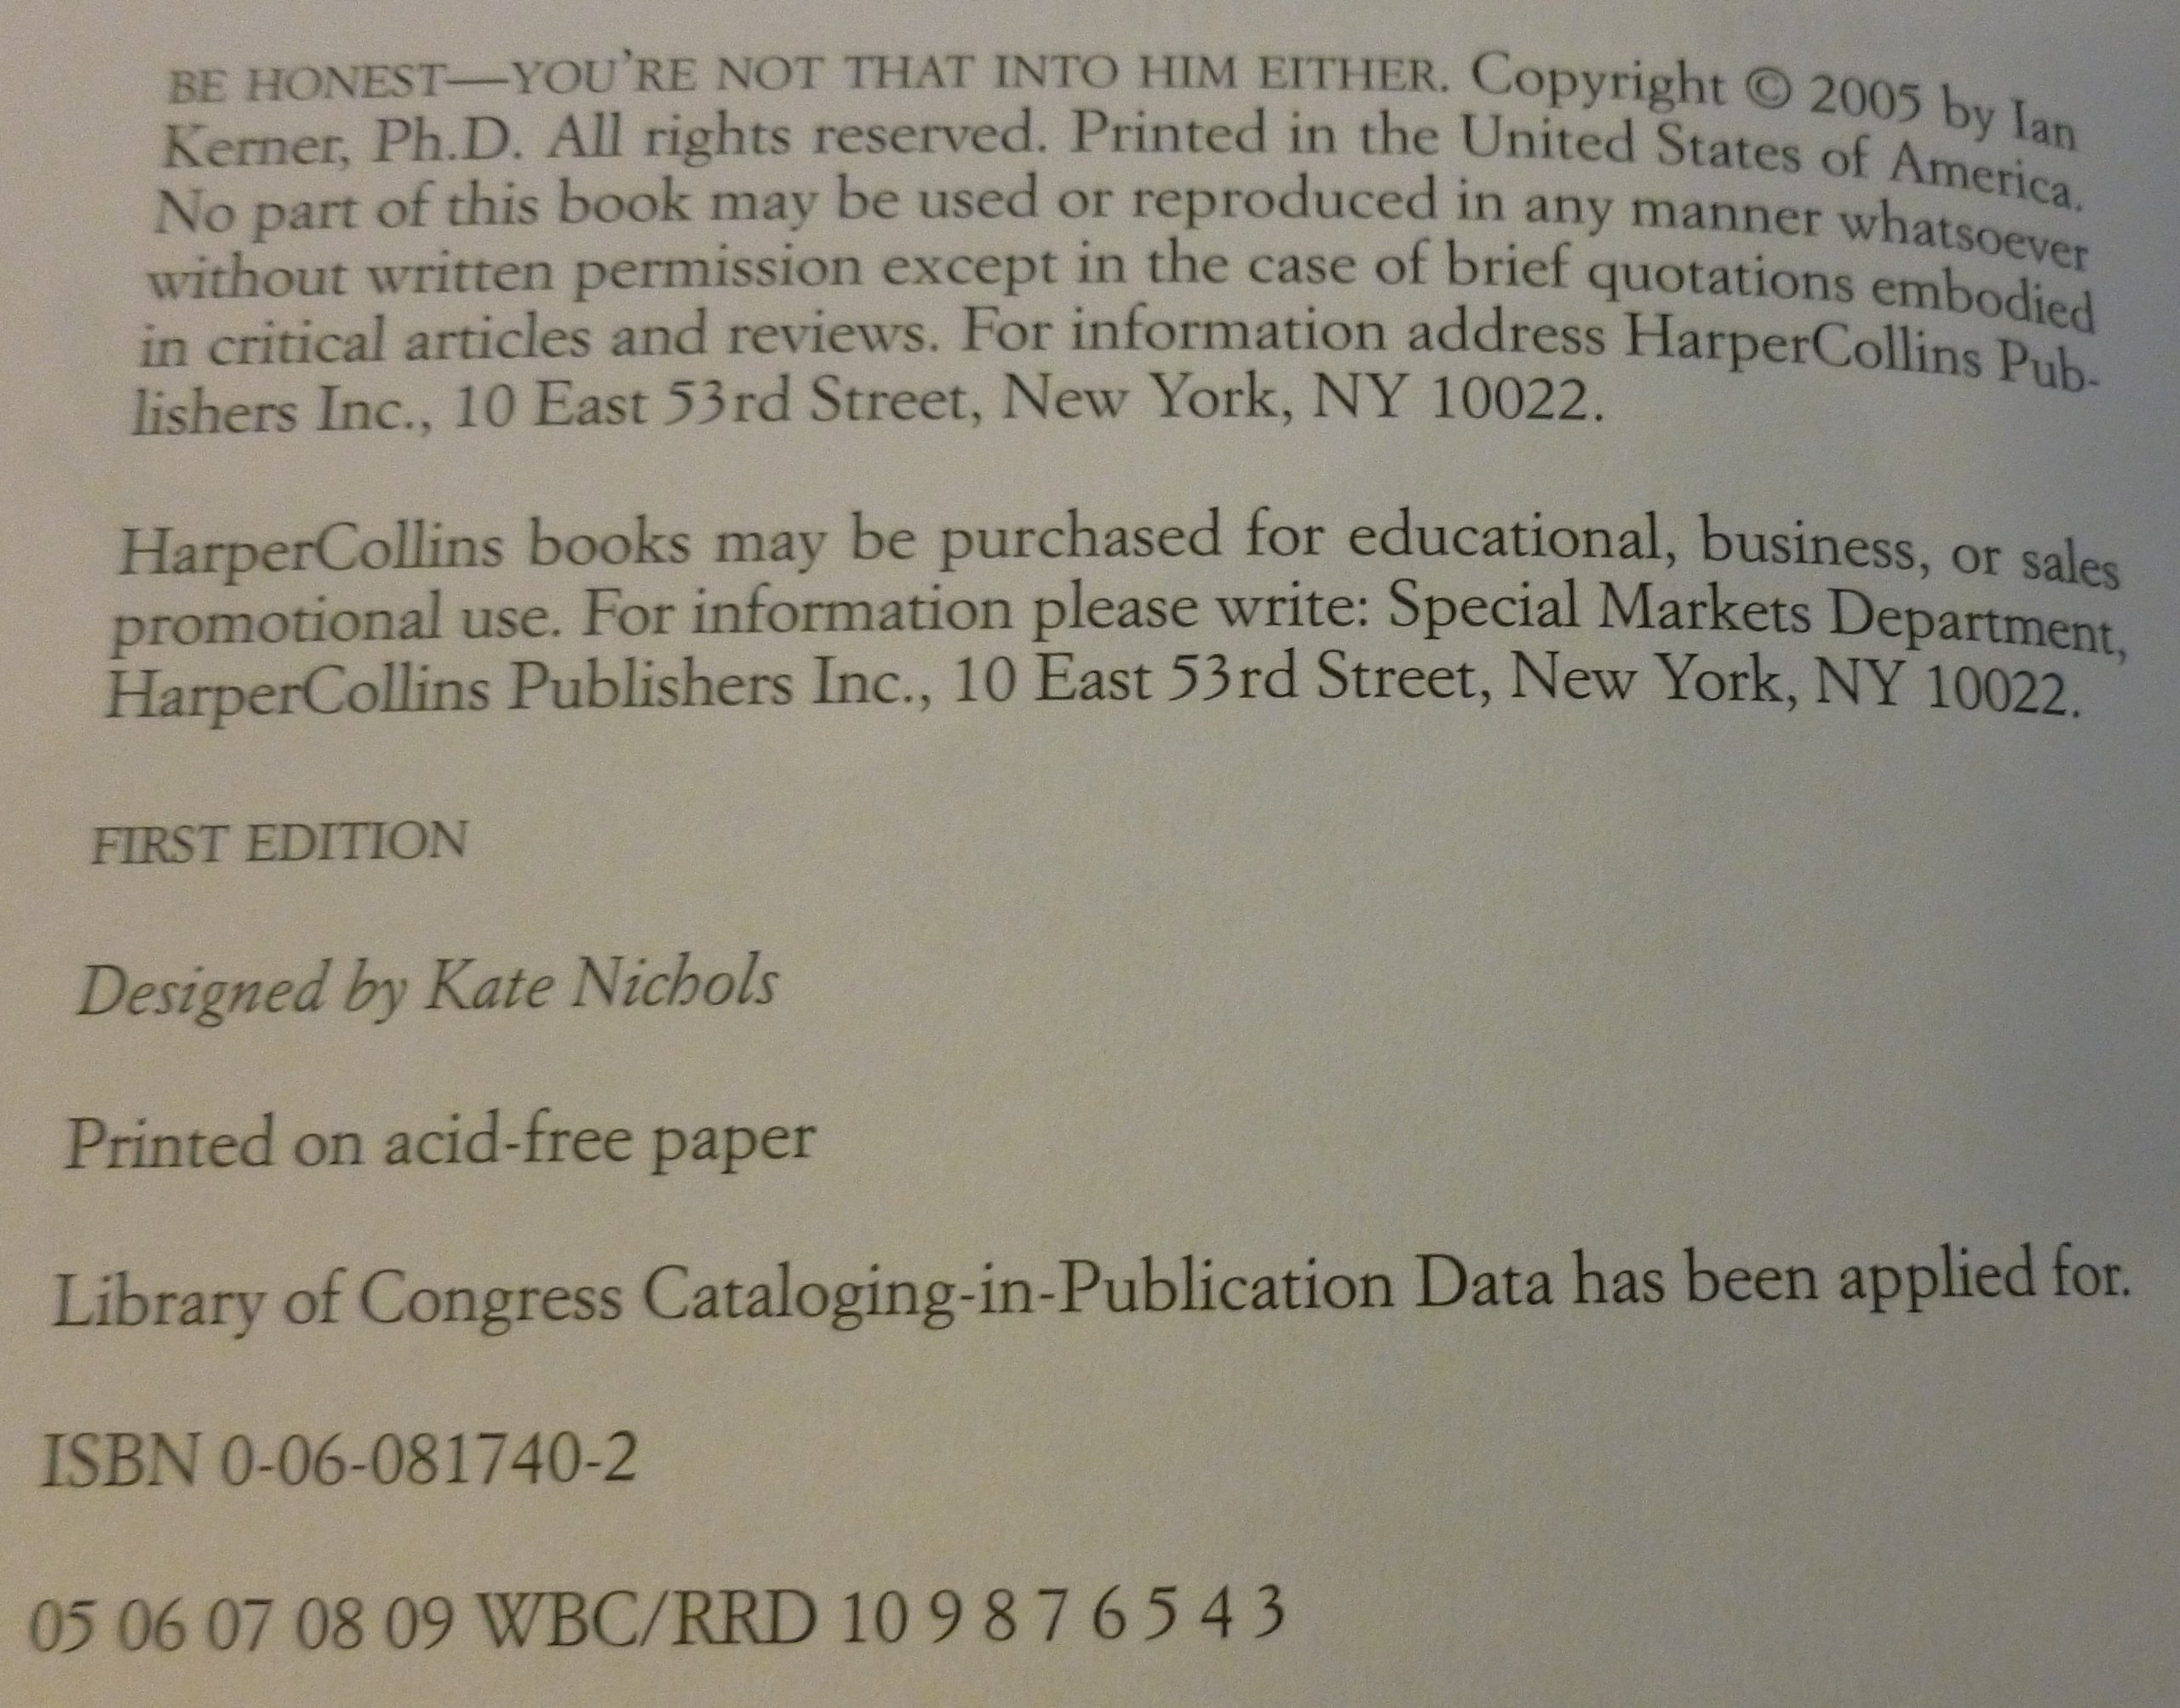 BE HONEST—YOU'RE NOT THAT INTO HIM EITHER. Copyright © 2005 by Ian
Kerner, Ph.D. All rights reserved. Printed in the United States of America.
No part of this book may be used or reproduced in any manner whatsoever
without written permission except in the case of brief quotations embodied
in critical articles and reviews. For information address HarperCollins Pub-
lishers Inc., 10 East 53rd Street, New York, NY 10022.
HarperCollins books may be purchased for educational, business, or sales
promotional use. For information please write: Special Markets Department,
HarperCollins Publishers Inc., 10 East 53rd Street, New York, NY 10022.
FIRST EDITION
Designed by Kate Nichols
Printed on acid-free paper
Library of Congress Cataloging-in-Publication Data has been applied for.
ISBN 0-06-081740-2
05 06 07 08 09 WBC/RRD 10 9 8 7 6 5 4 3